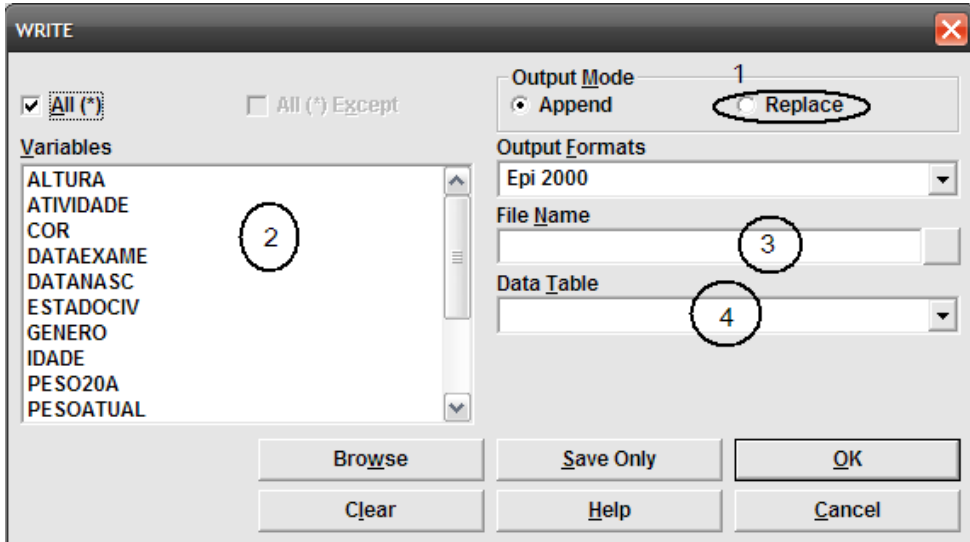 WRITE
All (*)
All (*) Except
Variables
ALTURA
ATIVIDADE
COR
DATAEXAME
DATANASC
ESTADOCIV
GENERO
IDADE
PESO20A
PESOATUAL
2
Output Mode
1
Append
Replace
Output Formats
Epi 2000
File Name
3
Data Table
4
Browse
Save Only
OK
Clear
Help
Cancel